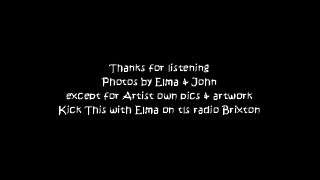 Thanks for listening
Photos by Elma & John
except for Artist own pics & artwork
Kick This with Elma on tls radio Brixton